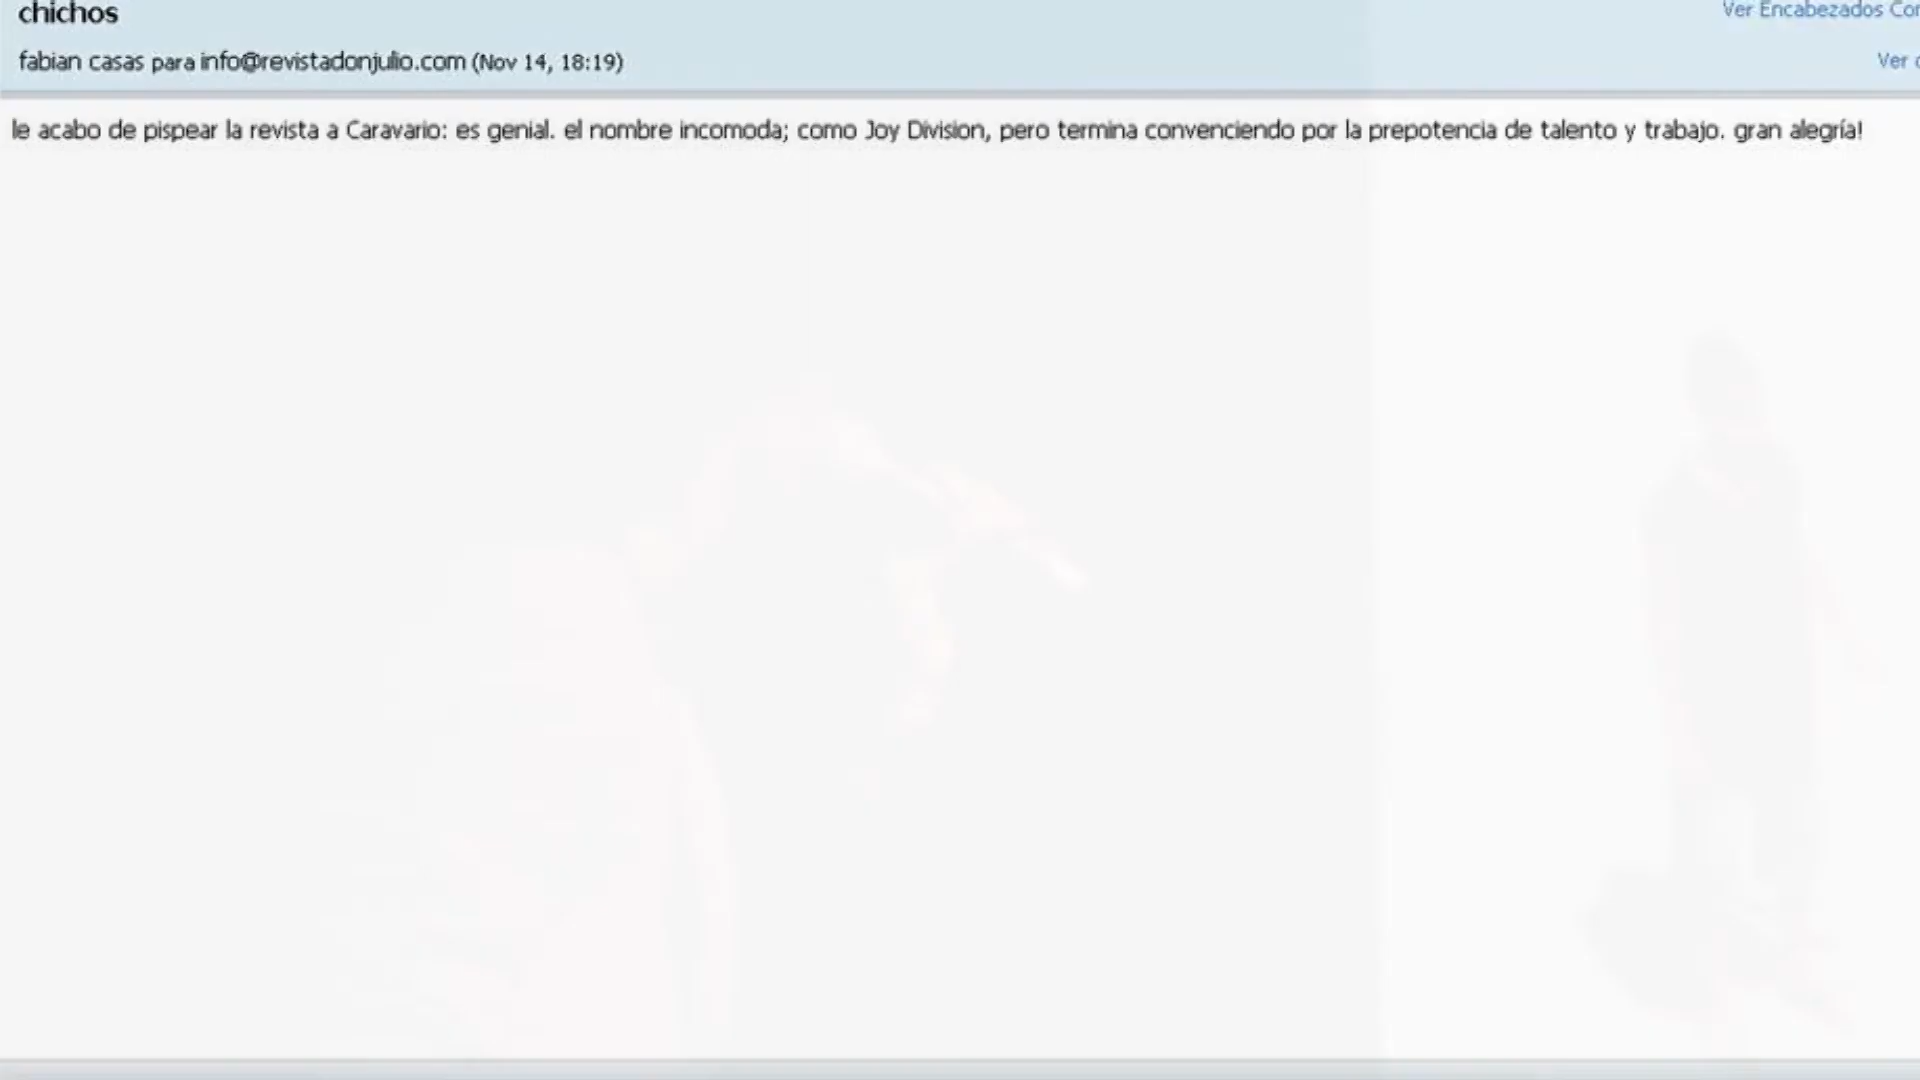 chichos
Ver Encabezados
fabian casas para info@revistadonjulio.com (Nov 14, 18:19)
Ver
le acabo de pispear la revista a Caravario: es genial. el nombre incomoda; como Joy Division, pero termina convenciendo por la prepotencia de talento y trabajo. gran alegría!